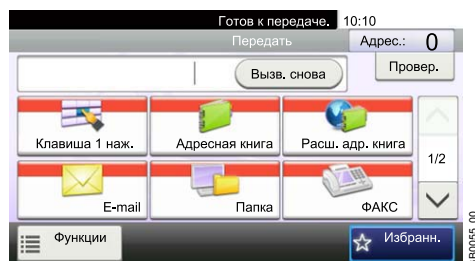 Готов к передаче. 10:10
Передать Адрес.: 0
Вызв. снова Провер.
Клавиша 1 наж. Адресная книга Расш. адр. книга
1/2
E-mail Папка ФАКС
Функции Избранн.